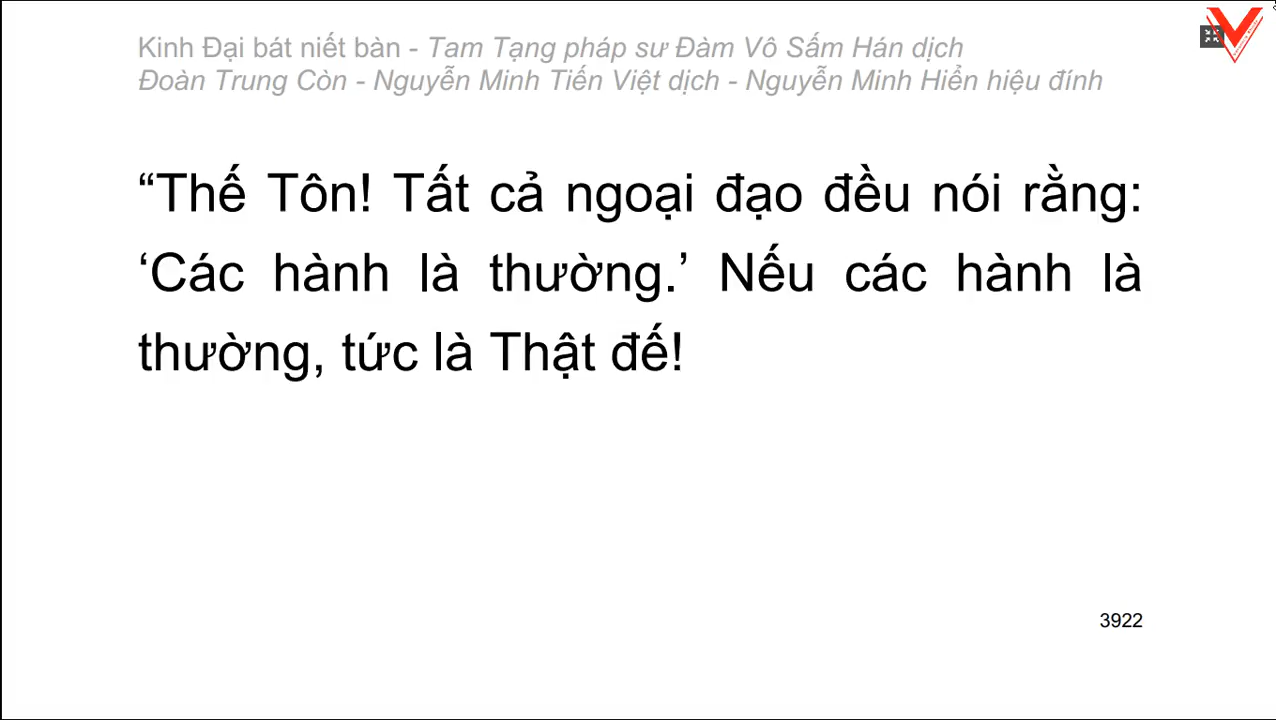 Kinh Đại bát niết bàn - Tam Tạng pháp sư Đàm Vô Sấm Hán dịch
Đoàn Trung Còn - Nguyễn Minh Tiến Việt dịch - Nguyễn Minh Hiển hiệu đính
“Thế Tôn! Tất cả ngoại đạo đều nói rằng:
‘Các hành là thường.’ Nếu các hành là
thường, tức là Thật đế!
3922